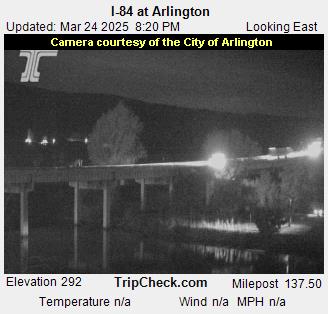 I-84 at Arlington
Updated: Mar 24 2025 8:20 PM Looking East
Camera courtesy of the City of Arlington
Elevation 292 TripCheck.com Milepost 137.50
Temperature n/a Wind n/a MPH n/a